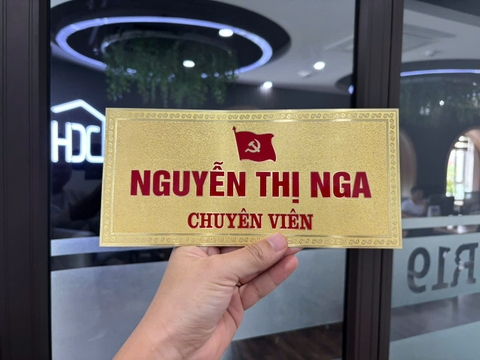 HDC
NGUYỄN THỊ NGA
CHUYÊN VIÊN
R19